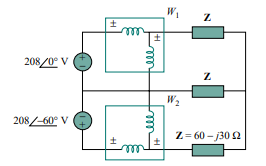 W₁
±
±
Z
208/0° V
+
Z
W₂
208/–60° V
+
±
±
Z = 60 – j30 Ω